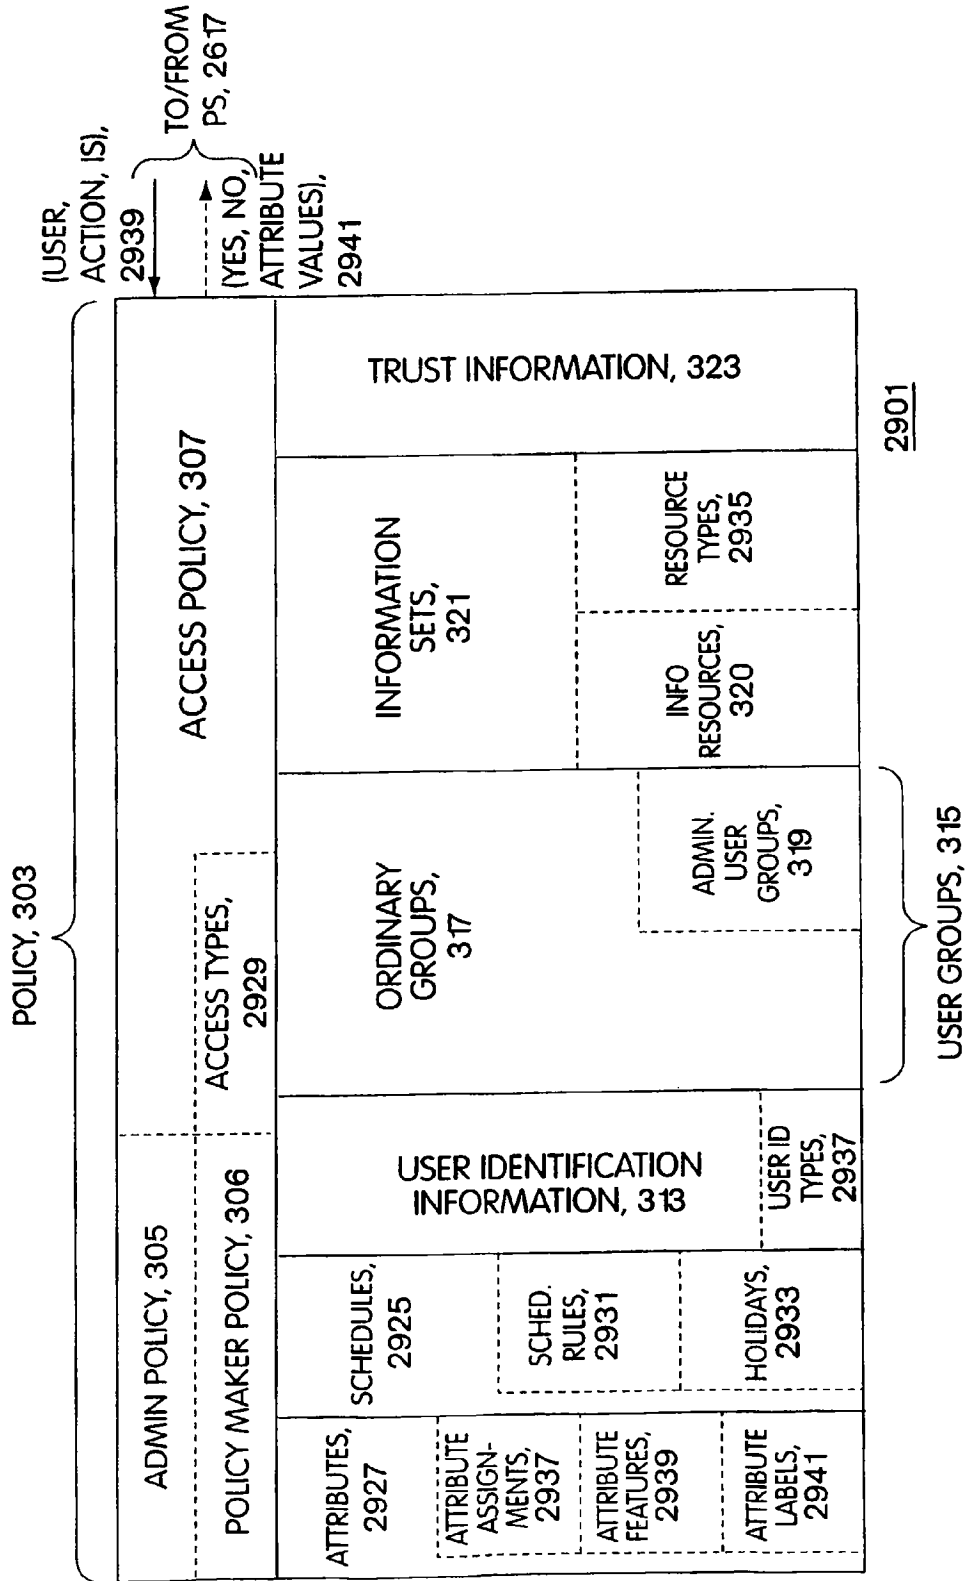 POLICY, 303
ADMIN POLICY, 305
POLICY MAKER POLICY, 306
ACCESS TYPES,
2929
ACCESS POLICY, 307
(USER,
ACTION, IS),
2939
TO/FROM
PS, 2617
(YES, NO,
ATTRIBUTE
VALUES),
2941
ATTRIBUTES,
2927
ATTRIBUTE
ASSIGN-
MENTS,
2937
ATTRIBUTE
FEATURES,
2939
ATTRIBUTE
LABELS,
2941
SCHEDULES,
2925
SCHED.
RULES,
2931
HOLIDAYS,
2933
USER IDENTIFICATION
INFORMATION, 313
USER ID
TYPES,
2937
ORDINARY
GROUPS,
317
ADMIN.
USER
GROUPS,
319
INFORMATION
SETS,
321
INFO
RESOURCES,
320
RESOURCE
TYPES,
2935
TRUST INFORMATION, 323
USER GROUPS, 315
2901